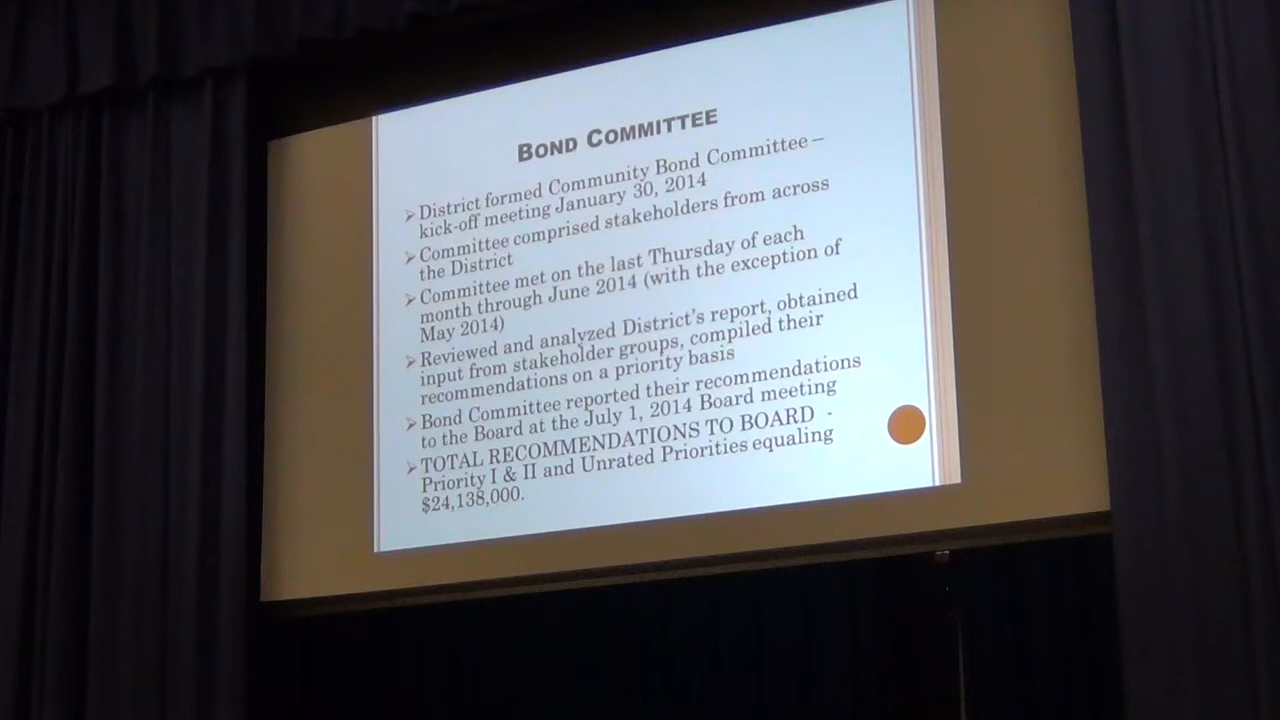 BOND COMMITTEE
➢ District formed Community Bond Committee –
kick-off meeting January 30, 2014
➢ Committee comprised stakeholders from across
the District
➢ Committee met on the last Thursday of each
month through June 2014 (with the exception of
May 2014)
➢ Reviewed and analyzed District's report, obtained
input from stakeholder groups, compiled their
recommendations on a priority basis
➢ Bond Committee reported their recommendations
to the Board at the July 1, 2014 Board meeting
➢ TOTAL RECOMMENDATIONS TO BOARD -
Priority I & II and Unrated Priorities equaling
$24,138,000.